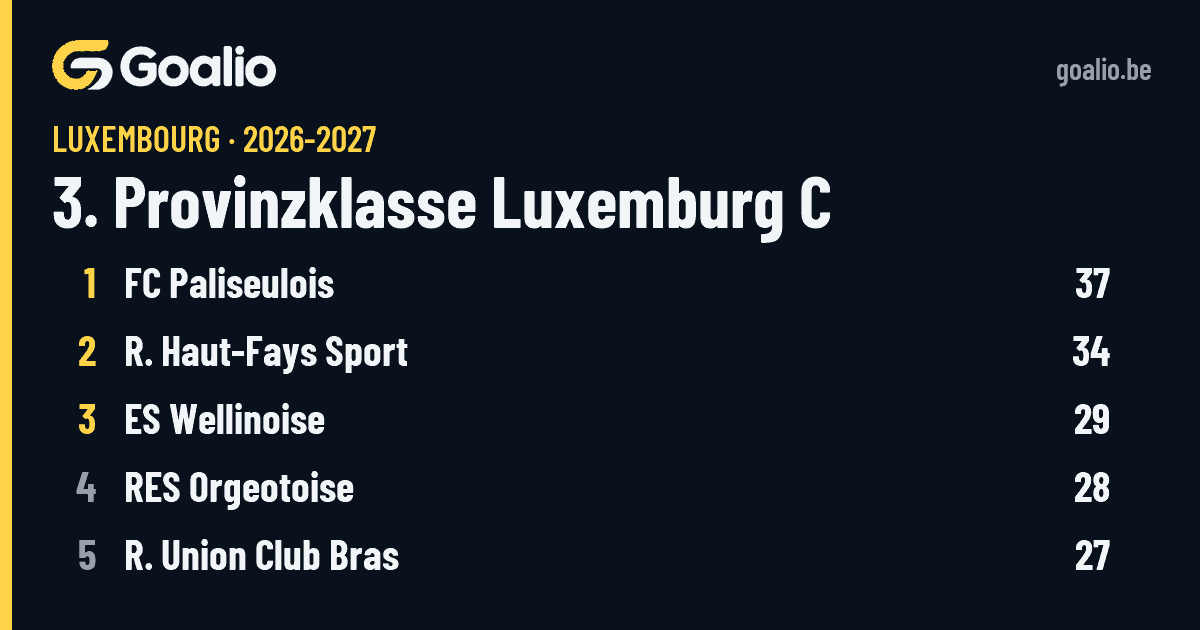 Goalio
goalio.be
LUXEMBOURG · 2026-2027
3. Provinzklasse Luxemburg C
1 FC Paliseulois 37
2 R. Haut-Fays Sport 34
3 ES Wellinoise 29
4 RES Orgeotoise 28
5 R. Union Club Bras 27